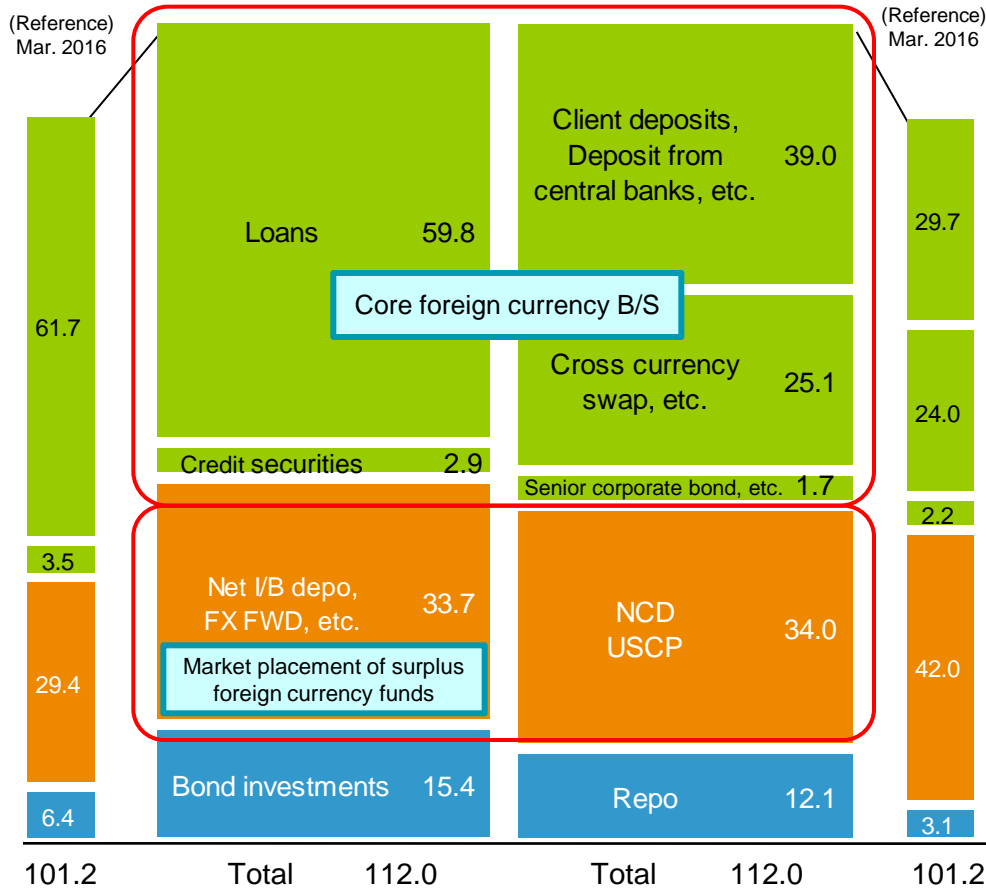 (Reference)
Mar. 2016
(Reference)
Mar. 2016
61.7
3.5
29.4
6.4
101.2
Loans 59.8
Credit securities 2.9
Net I/B depo,
FX FWD, etc. 33.7
Market placement of surplus
foreign currency funds
Bond investments 15.4
Total 112.0
Core foreign currency B/S
Client deposits,
Deposit from
central banks, etc. 39.0
Cross currency
swap, etc. 25.1
Senior corporate bond, etc. 1.7
NCD
USCP 34.0
Repo 12.1
Total 112.0
29.7
24.0
2.2
42.0
3.1
101.2